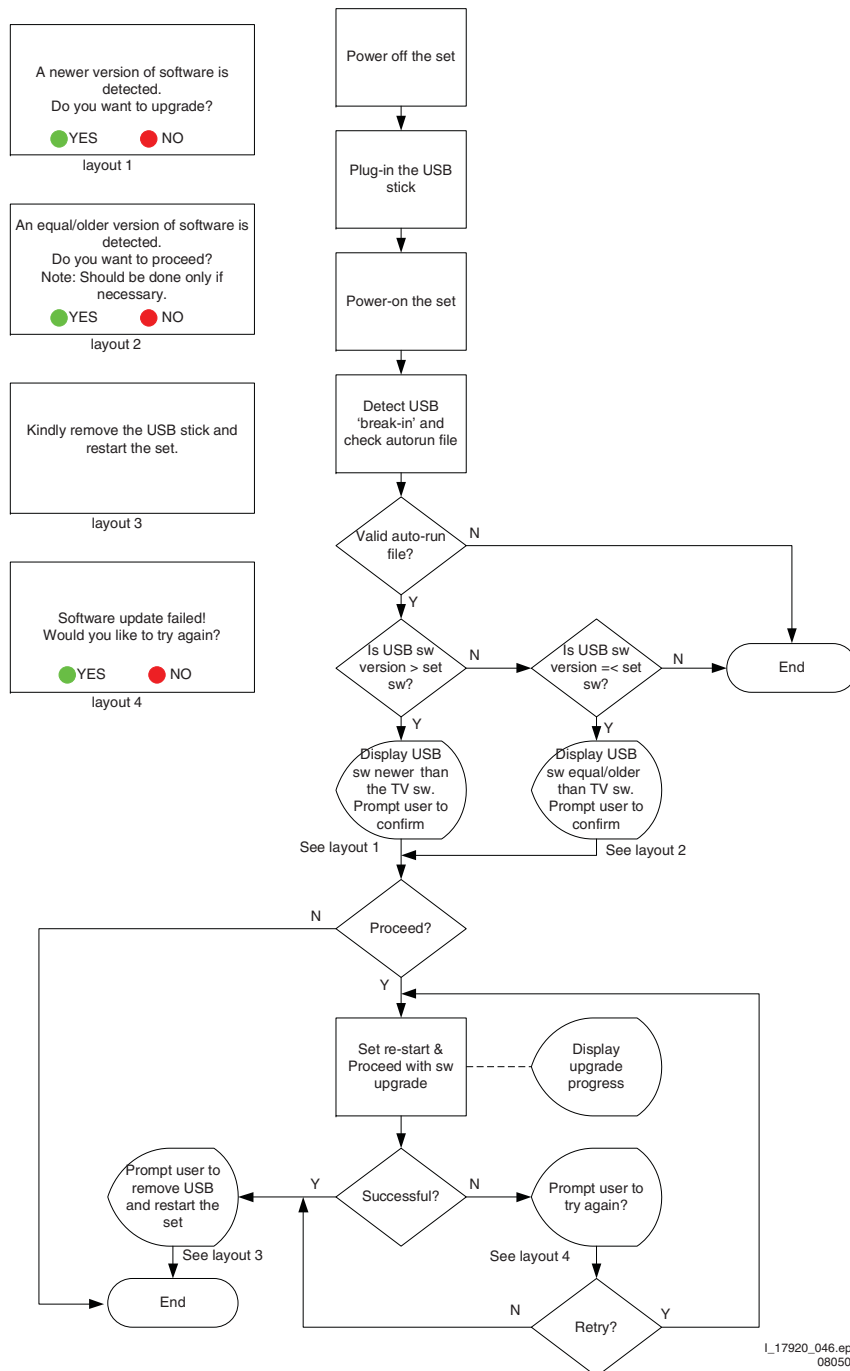 A newer version of software is
detected.
Do you want to upgrade?
YES NO
layout 1
An equal/older version of software is
detected.
Do you want to proceed?
Note: Should be done only if
necessary.
YES NO
layout 2
Kindly remove the USB stick and
restart the set.
layout 3
Software update failed!
Would you like to try again?
YES NO
layout 4
Power off the set
Plug-in the USB
stick
Power-on the set
Detect USB
‘break-in’ and
check autorun file
Valid auto-run
file?
N
Y
Is USB sw
version > set
sw?
N
Is USB sw
version =< set
sw?
N
End
Y
Y
Display USB
sw newer than
the TV sw.
Prompt user to
confirm
Display USB
sw equal/older
than TV sw.
Prompt user to
confirm
See layout 1
See layout 2
N
Proceed?
Y
Set re-start &
Proceed with sw
upgrade
Display
upgrade
progress
Prompt user to
remove USB
and restart the
set
Y
Successful?
N
Prompt user to
try again?
See layout 3
See layout 4
End
N
Retry?
Y
I_17920_046.ep
08050